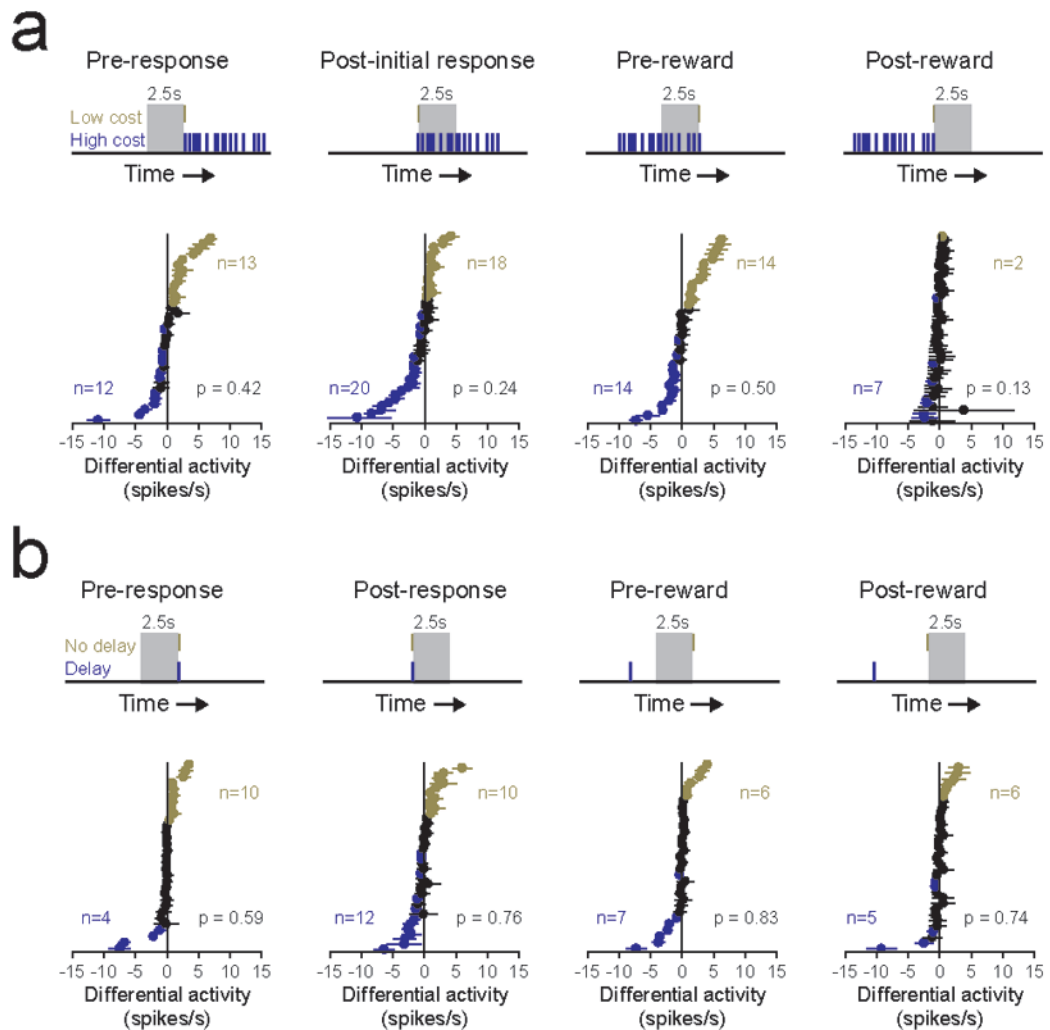 a
Pre-response Post-initial response Pre-reward Post-reward
2.5s 2.5s 2.5s 2.5s
Low cost
High cost
Time Time Time Time
n=13 n=18 n=14 n=2
n=12 p = 0.42 n=20 p = 0.24 n=14 p = 0.50 n=7 p = 0.13
-15 -10 -5 0 5 10 15 -15 -10 -5 0 5 10 15 -15 -10 -5 0 5 10 15 -15 -10 -5 0 5 10 15
Differential activity Differential activity Differential activity Differential activity
(spikes/s) (spikes/s) (spikes/s) (spikes/s)
b
Pre-response Post-response Pre-reward Post-reward
2.5s 2.5s 2.5s 2.5s
No delay
Delay
Time Time Time Time
n=10 n=10 n=6 n=6
n=4 p = 0.59 n=12 p = 0.76 n=7 p = 0.83 n=5 p = 0.74
-15 -10 -5 0 5 10 15 -15 -10 -5 0 5 10 15 -15 -10 -5 0 5 10 15 -15 -10 -5 0 5 10 15
Differential activity Differential activity Differential activity Differential activity
(spikes/s) (spikes/s) (spikes/s) (spikes/s)